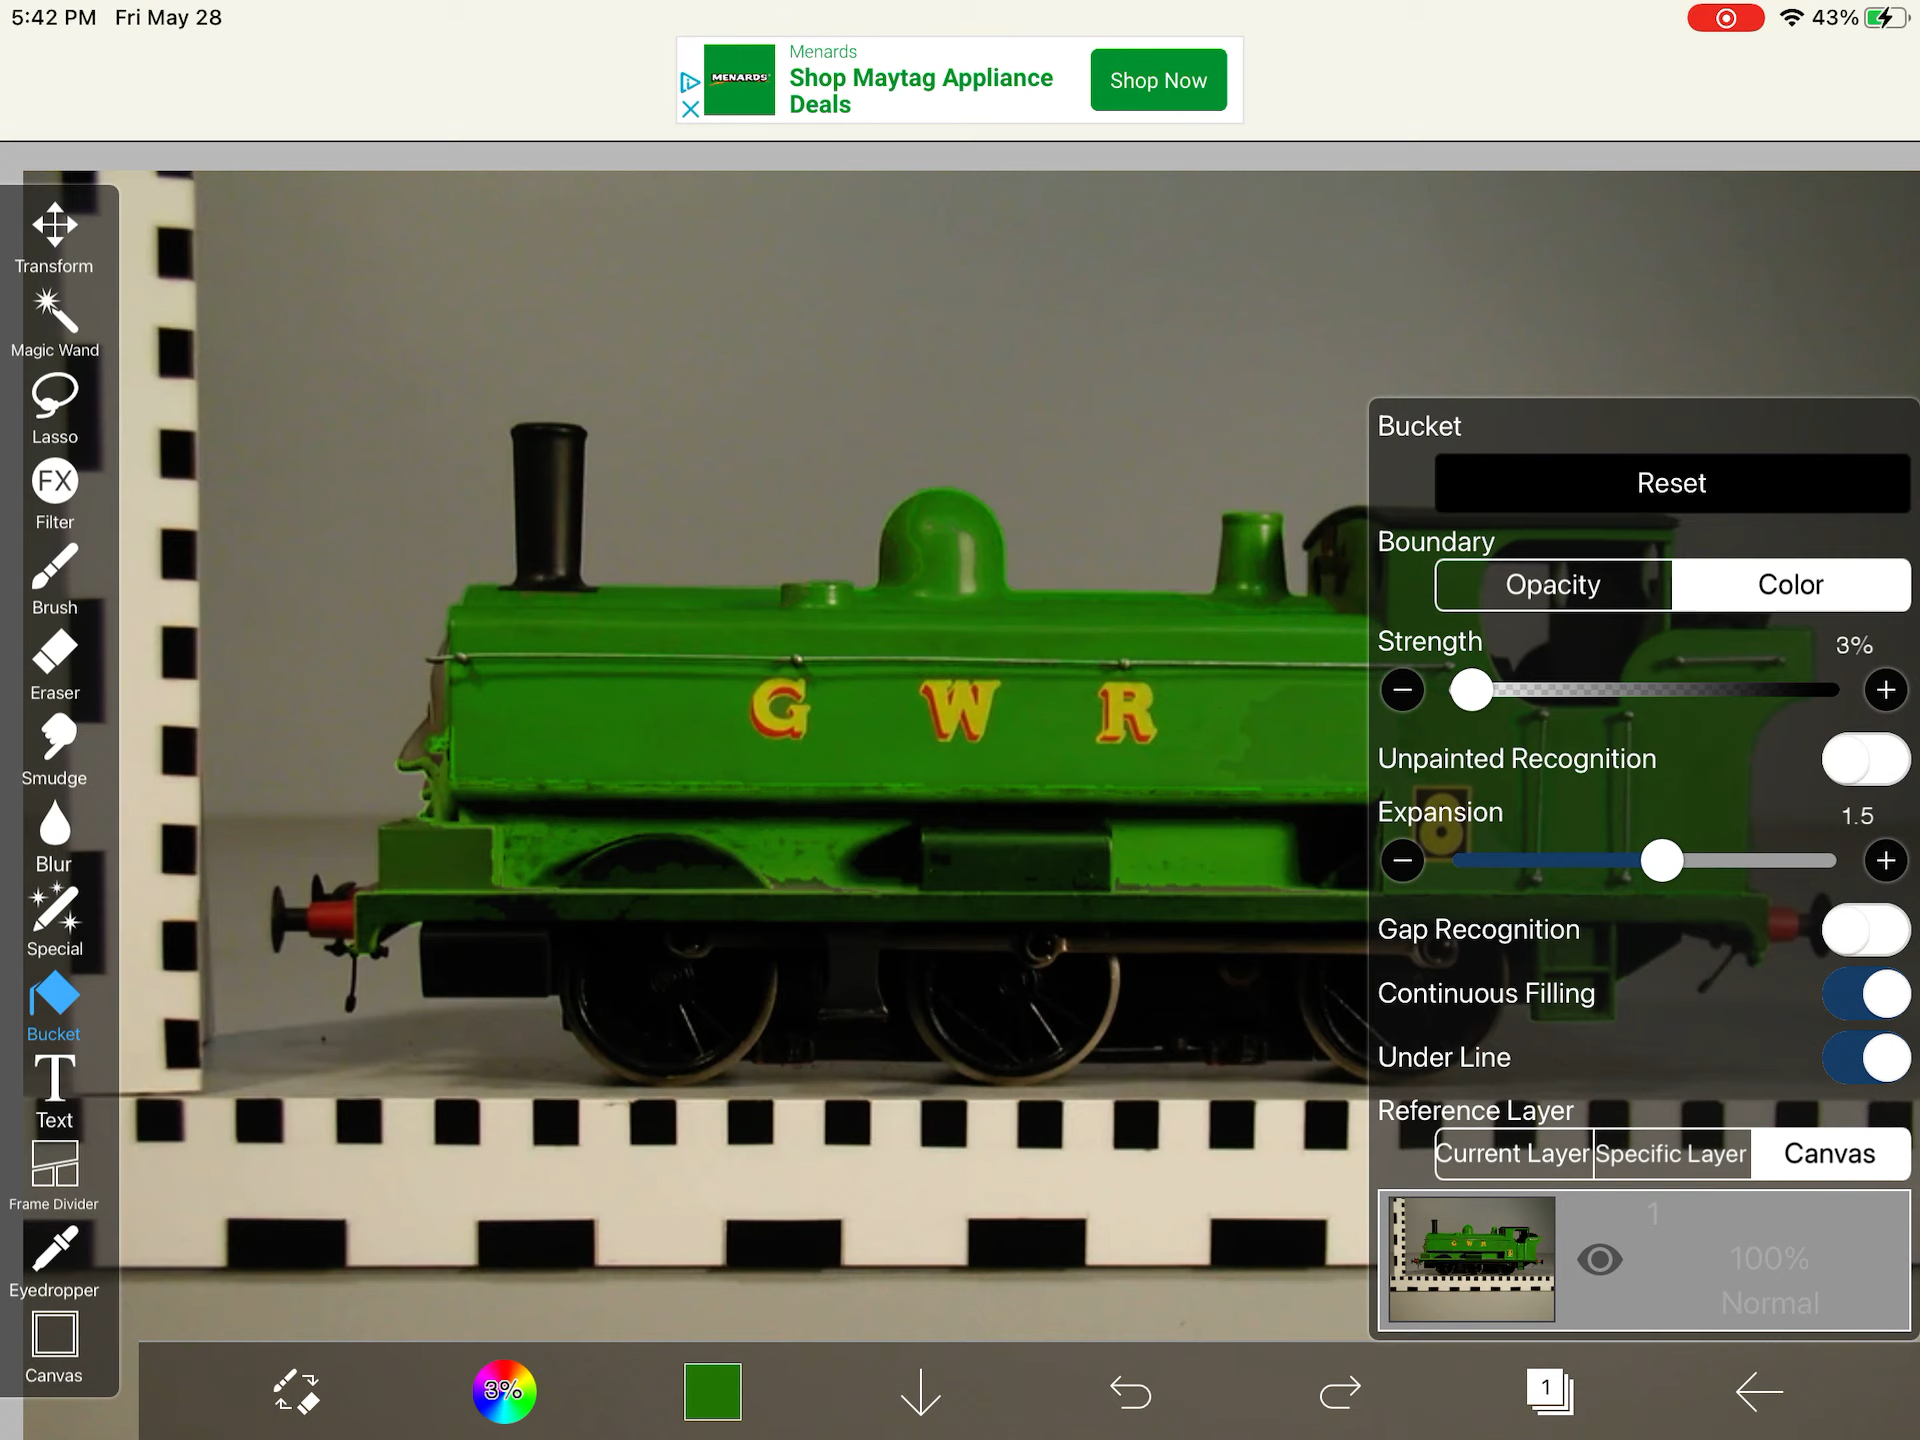 5:42 PM Fri May 28
43%
MENARDS
Menards
Shop Maytag Appliance
Deals
Shop Now
Transform
Magic Wand
Lasso
FX
Filter
Brush
Eraser
Smudge
Blur
Special
Bucket
T
Text
Frame Divider
Eyedropper
Canvas
G W R
Bucket
Reset
Boundary
Opacity Color
Strength 3%
Unpainted Recognition
Expansion 1.5
Gap Recognition
Continuous Filling
Under Line
Reference Layer
Current Layer Specific Layer Canvas
G W R
1
100%
Normal
3%
1